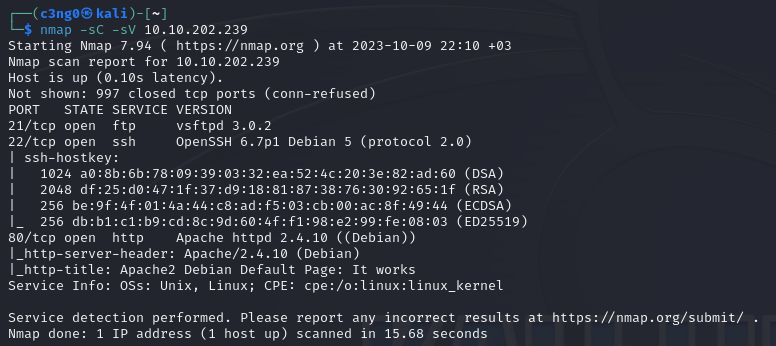 ┌──(c3ng0㉿kali)-[~]
└─$ nmap -sC -sV 10.10.202.239
Starting Nmap 7.94 ( https://nmap.org ) at 2023-10-09 22:10 +03
Nmap scan report for 10.10.202.239
Host is up (0.10s latency).
Not shown: 997 closed tcp ports (conn-refused)
PORT   STATE SERVICE VERSION
21/tcp open  ftp     vsftpd 3.0.2
22/tcp open  ssh     OpenSSH 6.7p1 Debian 5 (protocol 2.0)
| ssh-hostkey:
|   1024 a0:8b:6b:78:09:39:03:32:ea:52:4c:20:3e:82:ad:60 (DSA)
|   2048 df:25:d0:47:1f:37:d9:18:81:87:38:76:30:92:65:1f (RSA)
|   256 be:9f:4f:01:4a:44:c8:ad:f5:03:cb:00:ac:8f:49:44 (ECDSA)
|_  256 db:b1:c1:b9:cd:8c:9d:60:4f:f1:98:e2:99:fe:08:03 (ED25519)
80/tcp open  http    Apache httpd 2.4.10 ((Debian))
|_http-server-header: Apache/2.4.10 (Debian)
|_http-title: Apache2 Debian Default Page: It works
Service Info: OSs: Unix, Linux; CPE: cpe:/o:linux:linux_kernel

Service detection performed. Please report any incorrect results at https://nmap.org/submit/ .
Nmap done: 1 IP address (1 host up) scanned in 15.68 seconds